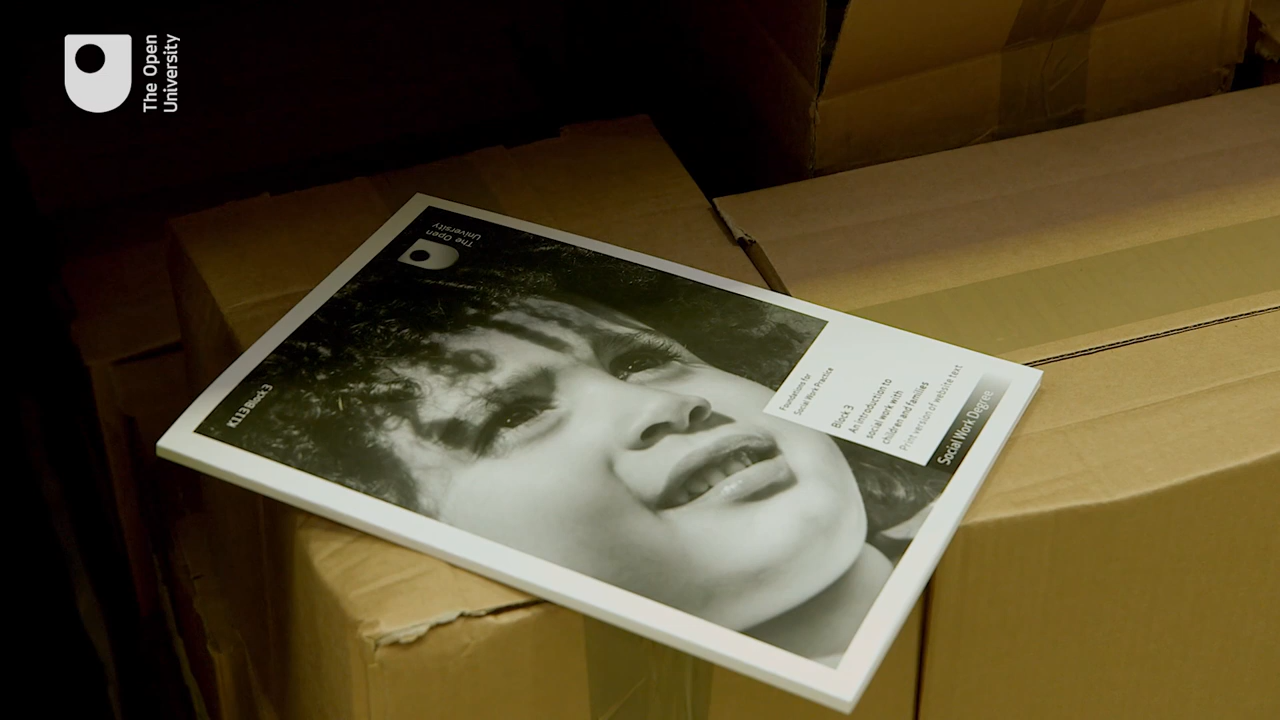 The Open
University
The Open
University
K113 Block 3
Foundations for
Social Work Practice
Block 3
An introduction to
social work with
children and families
Print version of website text
Social Work Degree